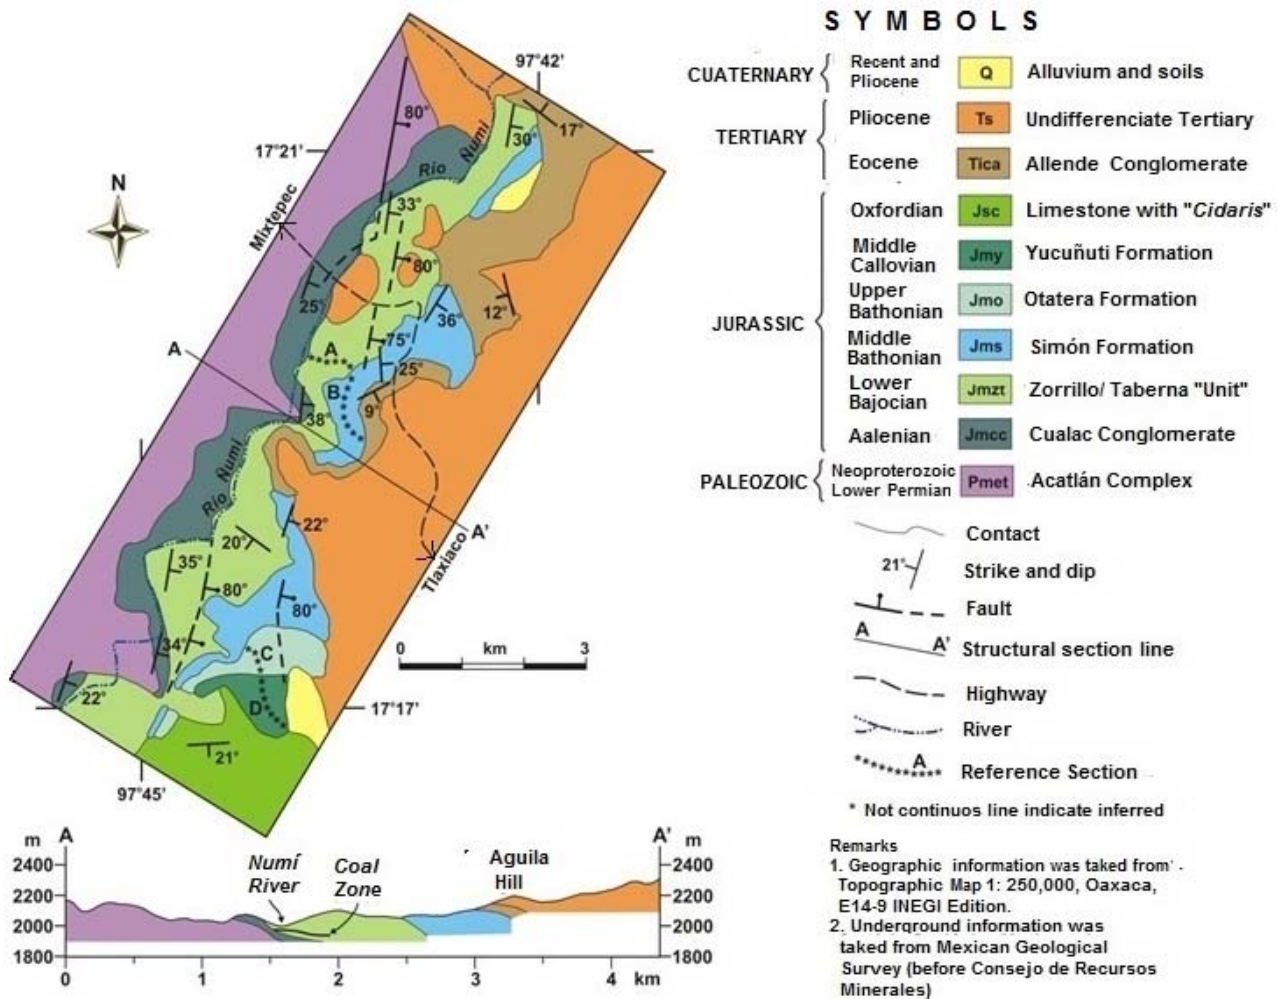 S Y M B O L S
CUATERNARY
Recent and
Pliocene
Q
Alluvium and soils
TERTIARY
Pliocene
Ts
Undifferenciate Tertiary
Eocene
Tica
Allende Conglomerate
JURASSIC
Oxfordian
Jsc
Limestone with "Cidaris"
Middle
Callovian
Jmy
Yucuñuti Formation
Upper
Bathonian
Jmo
Otatera Formation
Middle
Bathonian
Jms
Simón Formation
Lower
Bajocian
Jmzt
Zorrillo/ Taberna "Unit"
Aalenian
Jmcc
Cualac Conglomerate
PALEOZOIC
Neoproterozoic
Lower Permian
Pmet
Acatlán Complex
Contact
21°
Strike and dip
Fault
A
A'
Structural section line
Highway
River
A
Reference Section
* Not continuos line indicate inferred
Remarks
1. Geographic information was taked from
Topographic Map 1: 250,000, Oaxaca,
E14-9 INEGI Edition.
2. Underground information was
taked from Mexican Geological
Survey (before Consejo de Recursos
Minerales)
97°42'
80°
30°
17°
17°21'
Río Ñumí
N
Mixtepec
33°
80°
25°
36°
12°
A
A
75°
25°
B
9°
38°
Río Ñumí
22°
A'
20°
Tlaxiaco
35°
80°
80°
34°
C
0
km
3
22°
D
17°17'
21°
97°45'
m
A
A'
m
2400
2200
2000
1800
Numí
River
Coal
Zone
Aguila
Hill
2400
2200
2000
1800
0
1
2
3
4
km